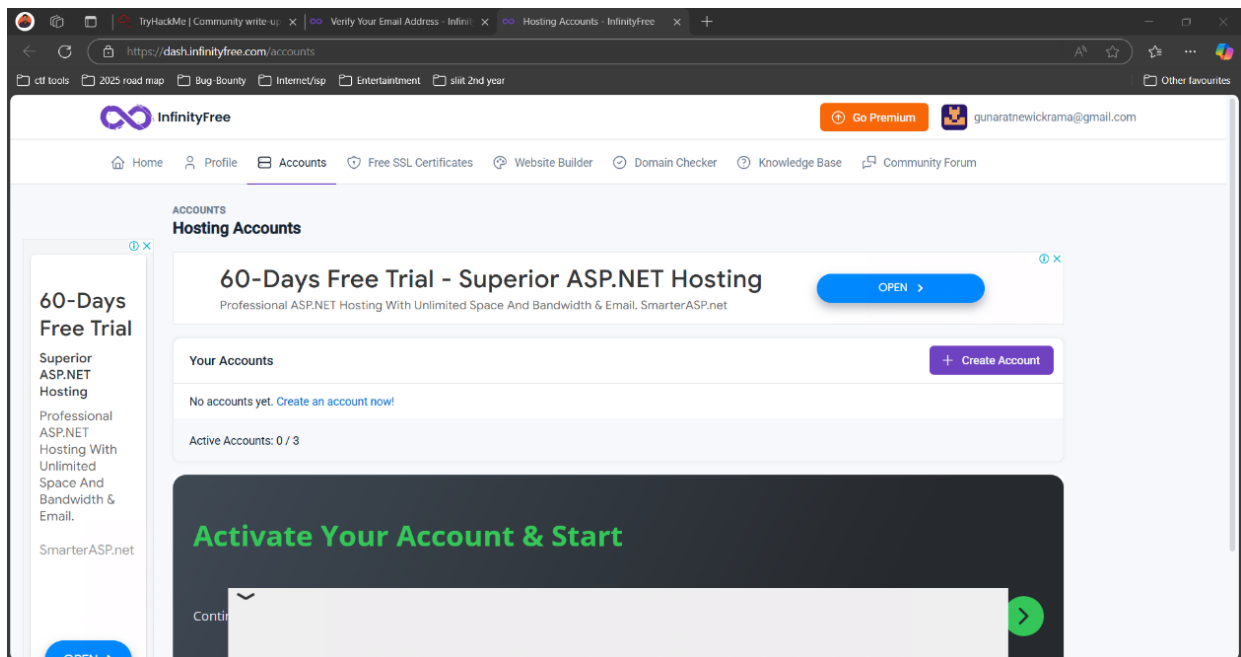 TryHackMe | Community write-up
Verify Your Email Address - Infinit
Hosting Accounts - InfinityFree
https://dash.infinityfree.com/accounts
ctf tools
2025 road map
Bug-Bounty
Internet/isp
Entertaintment
sliit 2nd year
Other favourites
InfinityFree
Go Premium
gunaratnewickrama@gmail.com
Home
Profile
Accounts
Free SSL Certificates
Website Builder
Domain Checker
Knowledge Base
Community Forum
ACCOUNTS
Hosting Accounts
60-Days
Free Trial
Superior
ASP.NET
Hosting
Professional
ASP.NET
Hosting With
Unlimited
Space And
Bandwidth &
Email.
SmarterASP.net
OPEN >
60-Days Free Trial - Superior ASP.NET Hosting
Professional ASP.NET Hosting With Unlimited Space And Bandwidth & Email. SmarterASP.net
OPEN >
Your Accounts
+ Create Account
No accounts yet. Create an account now!
Active Accounts: 0 / 3
Activate Your Account & Start